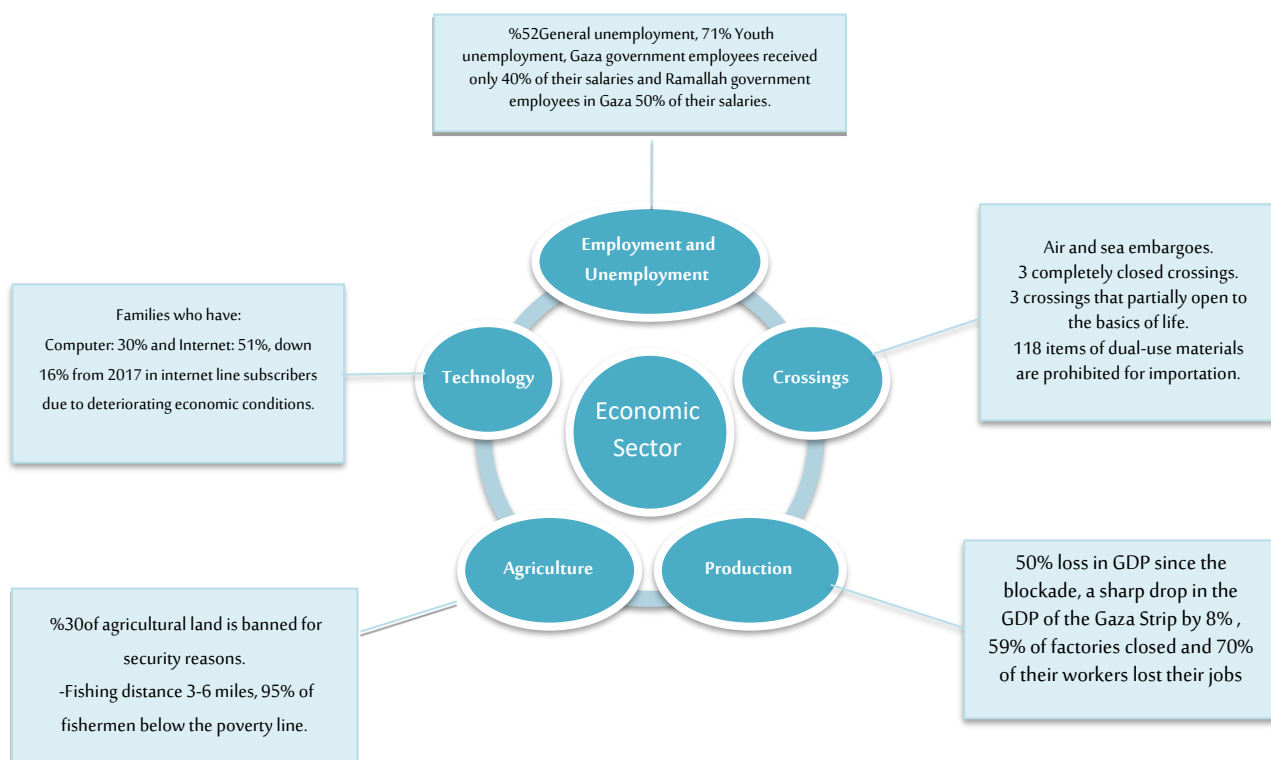 %52General unemployment, 71% Youth
unemployment, Gaza government employees received
only 40% of their salaries and Ramallah government
employees in Gaza 50% of their salaries.
Employment and
Unemployment
Air and sea embargoes.
3 completely closed crossings.
3 crossings that partially open to
the basics of life.
118 items of dual-use materials
are prohibited for importation.
Families who have:
Computer: 30% and Internet: 51%, down
16% from 2017 in internet line subscribers
due to deteriorating economic conditions.
Technology
Crossings
Economic
Sector
Agriculture
Production
50% loss in GDP since the
blockade, a sharp drop in the
GDP of the Gaza Strip by 8% ,
59% of factories closed and 70%
of their workers lost their jobs
%30of agricultural land is banned for
security reasons.
-Fishing distance 3-6 miles, 95% of
fishermen below the poverty line.